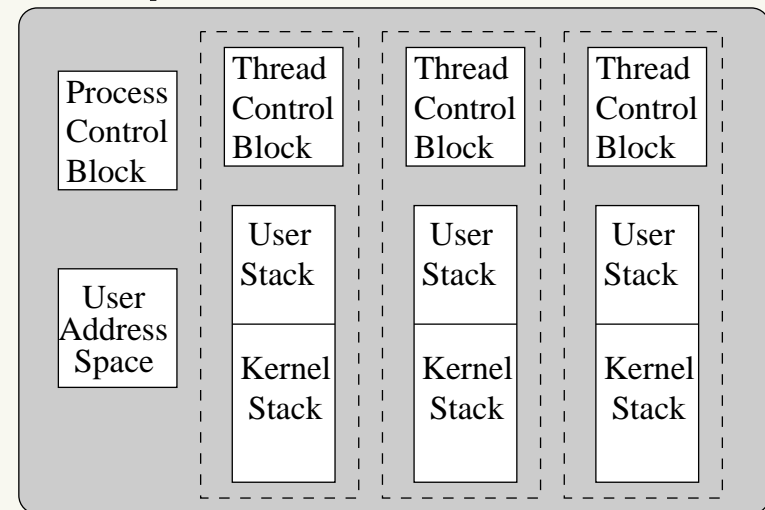 Process
Control
Block
User
Address
Space
Thread
Control
Block
User
Stack
Kernel
Stack
Thread
Control
Block
User
Stack
Kernel
Stack
Thread
Control
Block
User
Stack
Kernel
Stack